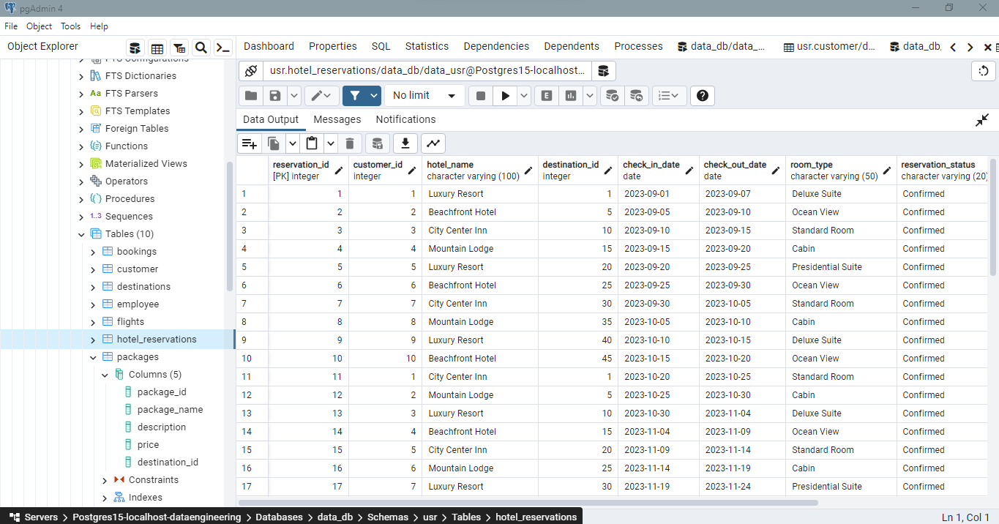 pgAdmin 4
File Object Tools Help
Object Explorer
Dashboard Properties SQL Statistics Dependencies Dependents Processes data_db/data_... usr.customer/d... data_db.
FTS Configurations
FTS Dictionaries
Aa FTS Parsers
FTS Templates
Foreign Tables
Functions
Materialized Views
Operators
Procedures
1..3 Sequences
Tables (10)
bookings
customer
destinations
employee
flights
hotel_reservations
packages
Columns (5)
package_id
package_name
description
price
destination_id
Constraints
Indexes
usr.hotel_reservations/data_db/data_usr@Postgres15-localhost...
No limit
E
Data Output Messages Notifications
reservation_id customer_id hotel_name destination_id check_in_date check_out_date room_type reservation_status
[PK] integer integer character varying (100) integer date date character varying (50) character varying (20)
1 1 1 Luxury Resort 1 2023-09-01 2023-09-07 Deluxe Suite Confirmed
2 2 2 Beachfront Hotel 5 2023-09-05 2023-09-10 Ocean View Confirmed
3 3 3 City Center Inn 10 2023-09-10 2023-09-15 Standard Room Confirmed
4 4 4 Mountain Lodge 15 2023-09-15 2023-09-20 Cabin Confirmed
5 5 5 Luxury Resort 20 2023-09-20 2023-09-25 Presidential Suite Confirmed
6 6 6 Beachfront Hotel 25 2023-09-25 2023-09-30 Ocean View Confirmed
7 7 7 City Center Inn 30 2023-09-30 2023-10-05 Standard Room Confirmed
8 8 8 Mountain Lodge 35 2023-10-05 2023-10-10 Cabin Confirmed
9 9 9 Luxury Resort 40 2023-10-10 2023-10-15 Deluxe Suite Confirmed
10 10 10 Beachfront Hotel 45 2023-10-15 2023-10-20 Ocean View Confirmed
11 11 1 City Center Inn 1 2023-10-20 2023-10-25 Standard Room Confirmed
12 12 2 Mountain Lodge 5 2023-10-25 2023-10-30 Cabin Confirmed
13 13 3 Luxury Resort 10 2023-10-30 2023-11-04 Deluxe Suite Confirmed
14 14 4 Beachfront Hotel 15 2023-11-04 2023-11-09 Ocean View Confirmed
15 15 5 City Center Inn 20 2023-11-09 2023-11-14 Standard Room Confirmed
16 16 6 Mountain Lodge 25 2023-11-14 2023-11-19 Cabin Confirmed
17 17 7 Luxury Resort 30 2023-11-19 2023-11-24 Presidential Suite Confirmed
Servers > Postgres15-localhost-dataengineering > Databases > data_db > Schemas > usr > Tables > hotel_reservations
Ln 1, Col 1